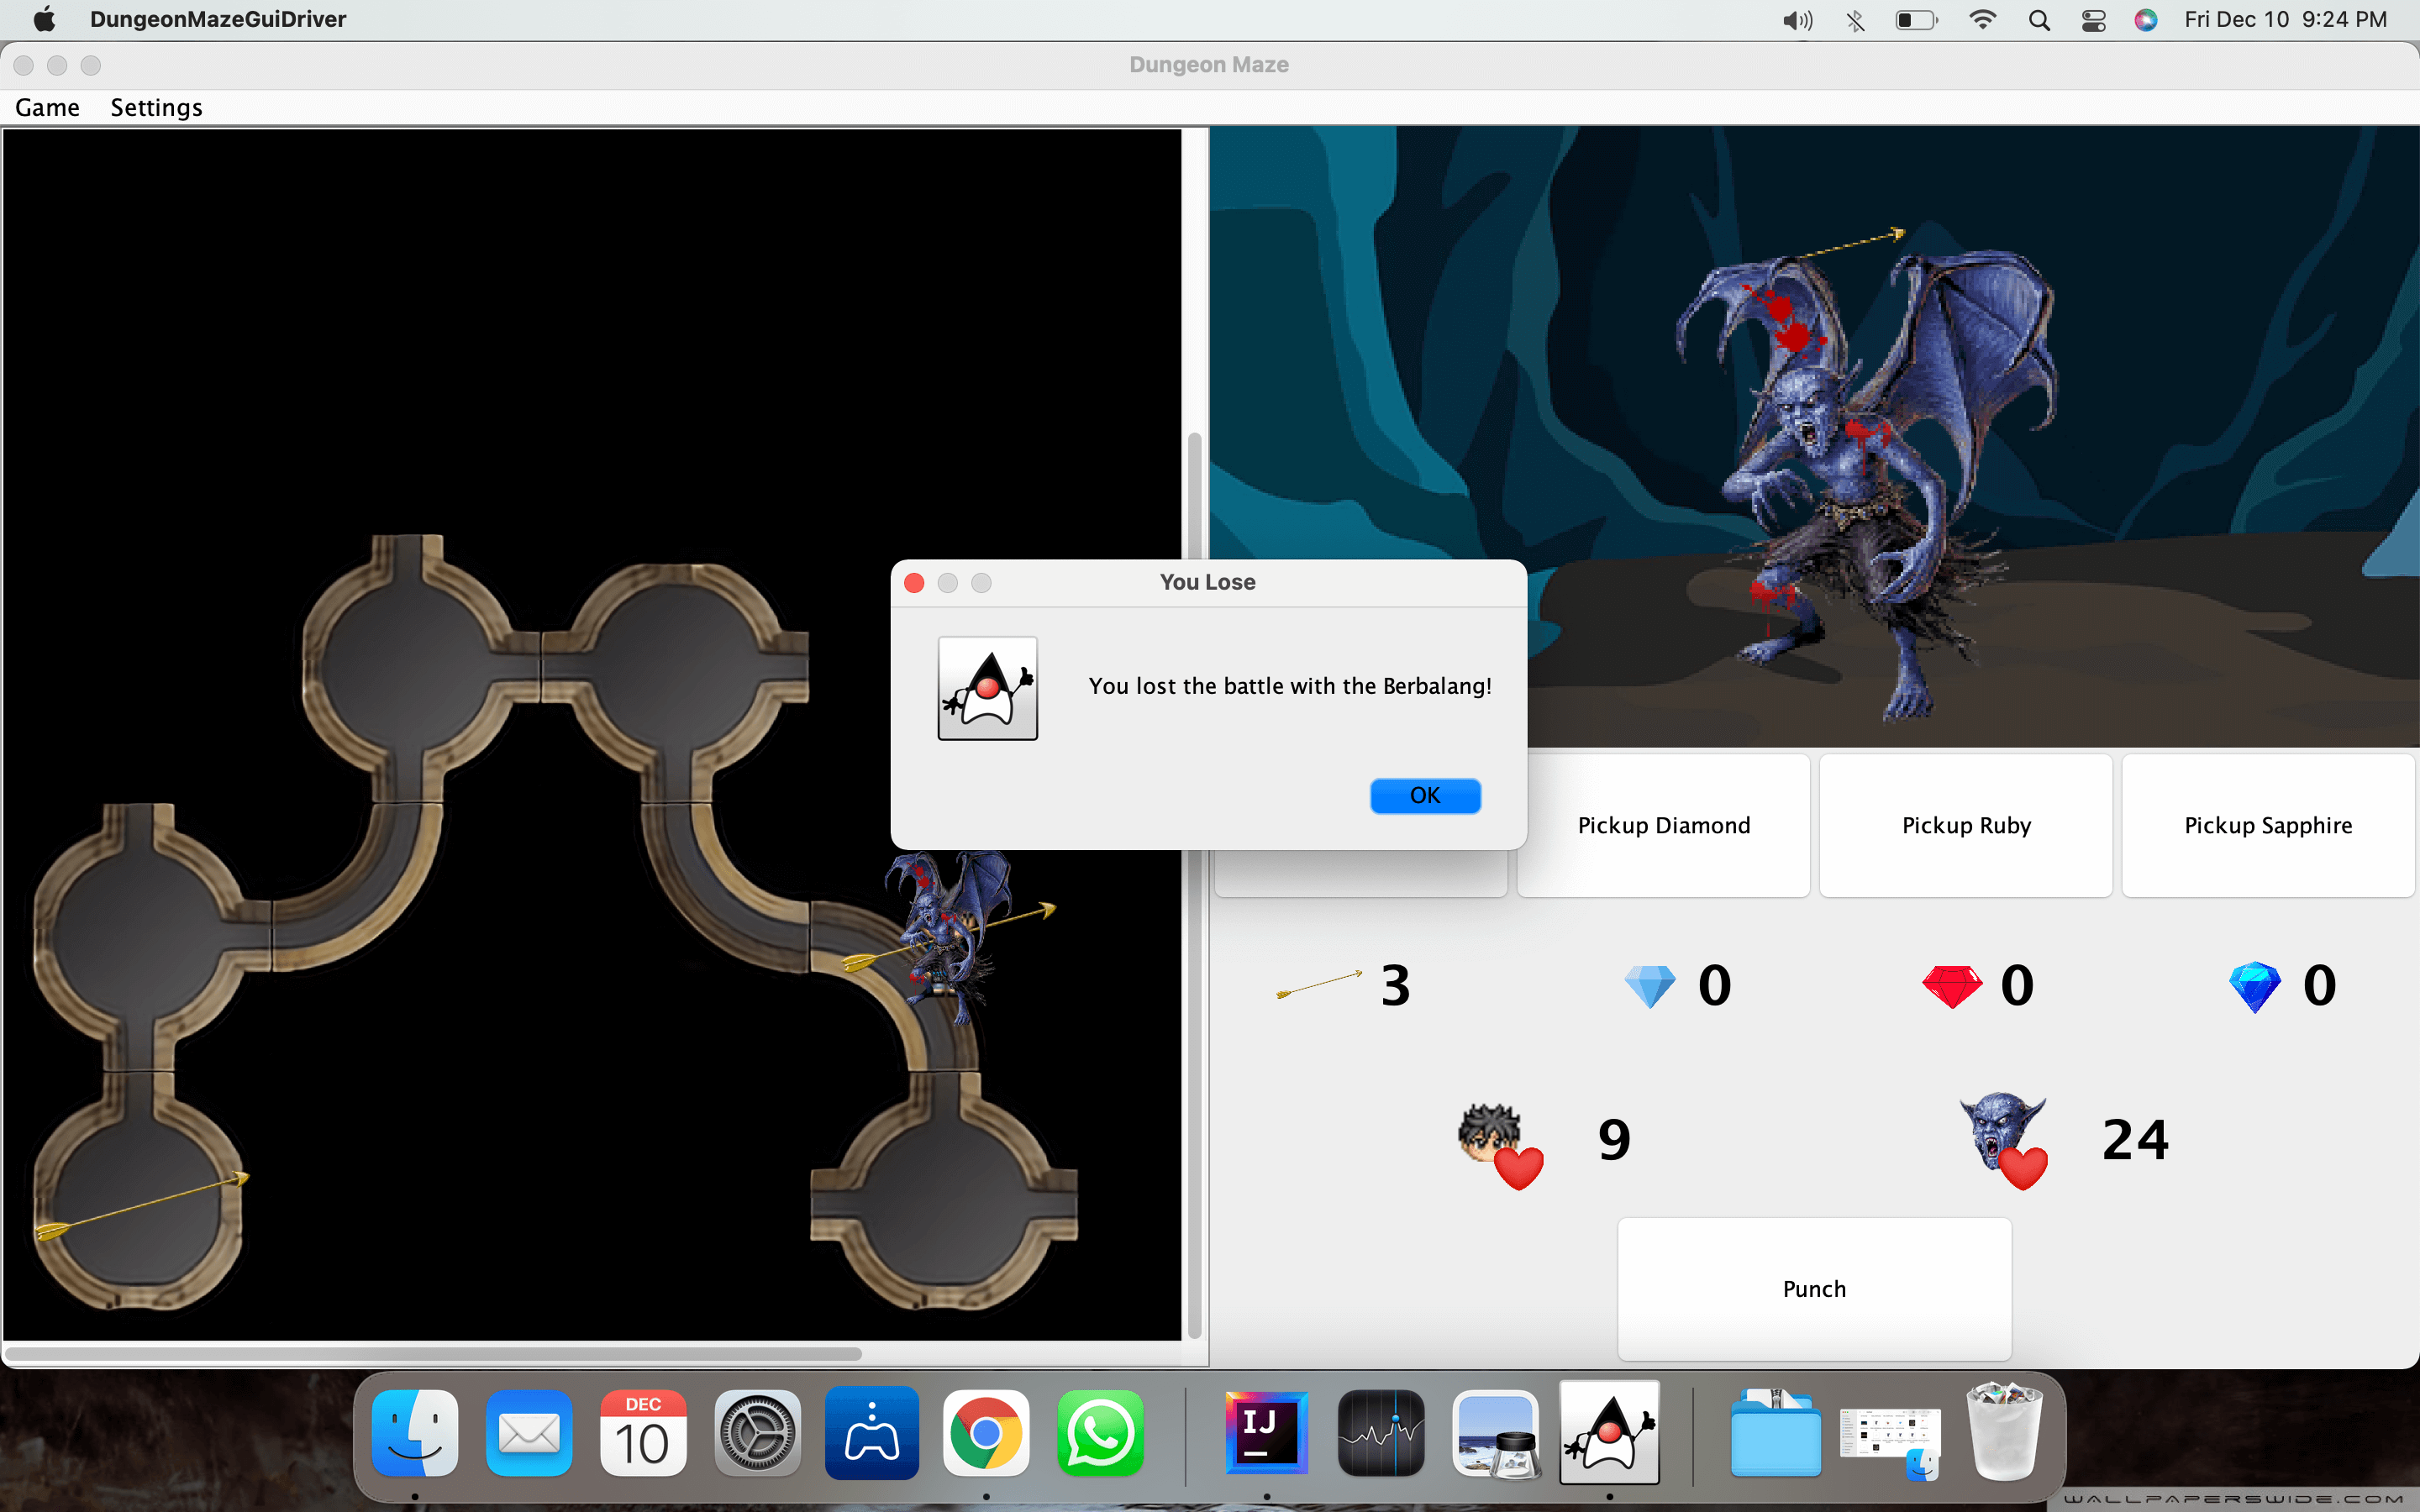 DungeonMazeGuiDriver
Fri Dec 10 9:24 PM
Dungeon Maze
Game Settings
You Lose
You lost the battle with the Berbalang!
OK
Pickup Diamond
Pickup Ruby
Pickup Sapphire
3
0
0
0
9
24
Punch
DEC
10
IJ
WALLPAPERSWIDE.COM